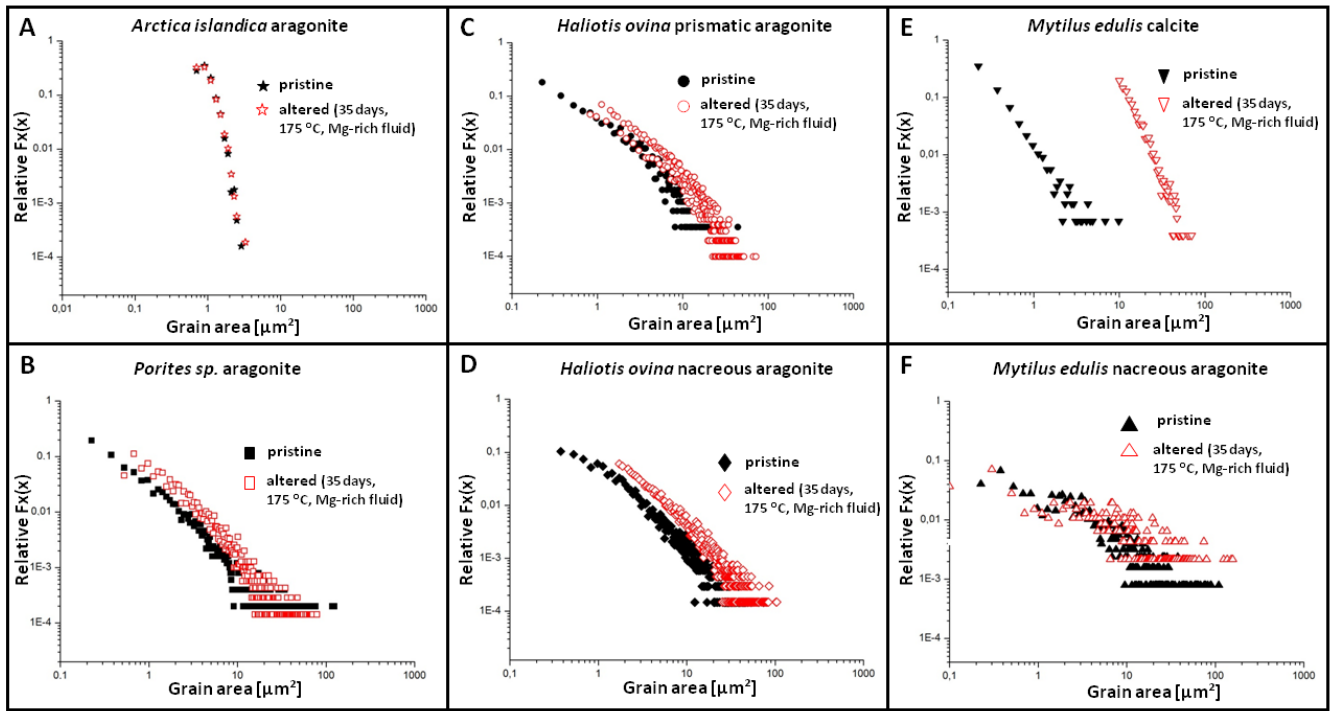 A
Arctica islandica aragonite
pristine
altered (35 days,
175 °C, Mg-rich fluid)
Relative Fx(x)
1
0,1
0,01
1E-3
1E-4
0,01 0,1 1 10 100 1000
Grain area [µm²]
B
Porites sp. aragonite
pristine
altered (35 days,
175 °C, Mg-rich fluid)
Relative Fx(x)
1
0,1
0,01
1E-3
1E-4
0,1 1 10 100 1000
Grain area [µm²]
C
Haliotis ovina prismatic aragonite
pristine
altered (35 days,
175 °C, Mg-rich fluid)
Relative Fx(x)
1
0,1
0,01
1E-3
1E-4
0,1 1 10 100 1000
Grain area [µm²]
D
Haliotis ovina nacreous aragonite
pristine
altered (35 days,
175 °C, Mg-rich fluid)
Relative Fx(x)
1
0,1
0,01
1E-3
1E-4
0,1 1 10 100 1000
Grain area [µm²]
E
Mytilus edulis calcite
pristine
altered (35 days,
175 °C, Mg-rich fluid)
Relative Fx(x)
1
0,1
0,01
1E-3
1E-4
0,1 1 10 100 1000
Grain area [µm²]
F
Mytilus edulis nacreous aragonite
pristine
altered (35 days,
175 °C, Mg-rich fluid)
Relative Fx(x)
1
0,1
0,01
1E-3
1E-4
0,1 1 10 100 1000
Grain area [µm²]